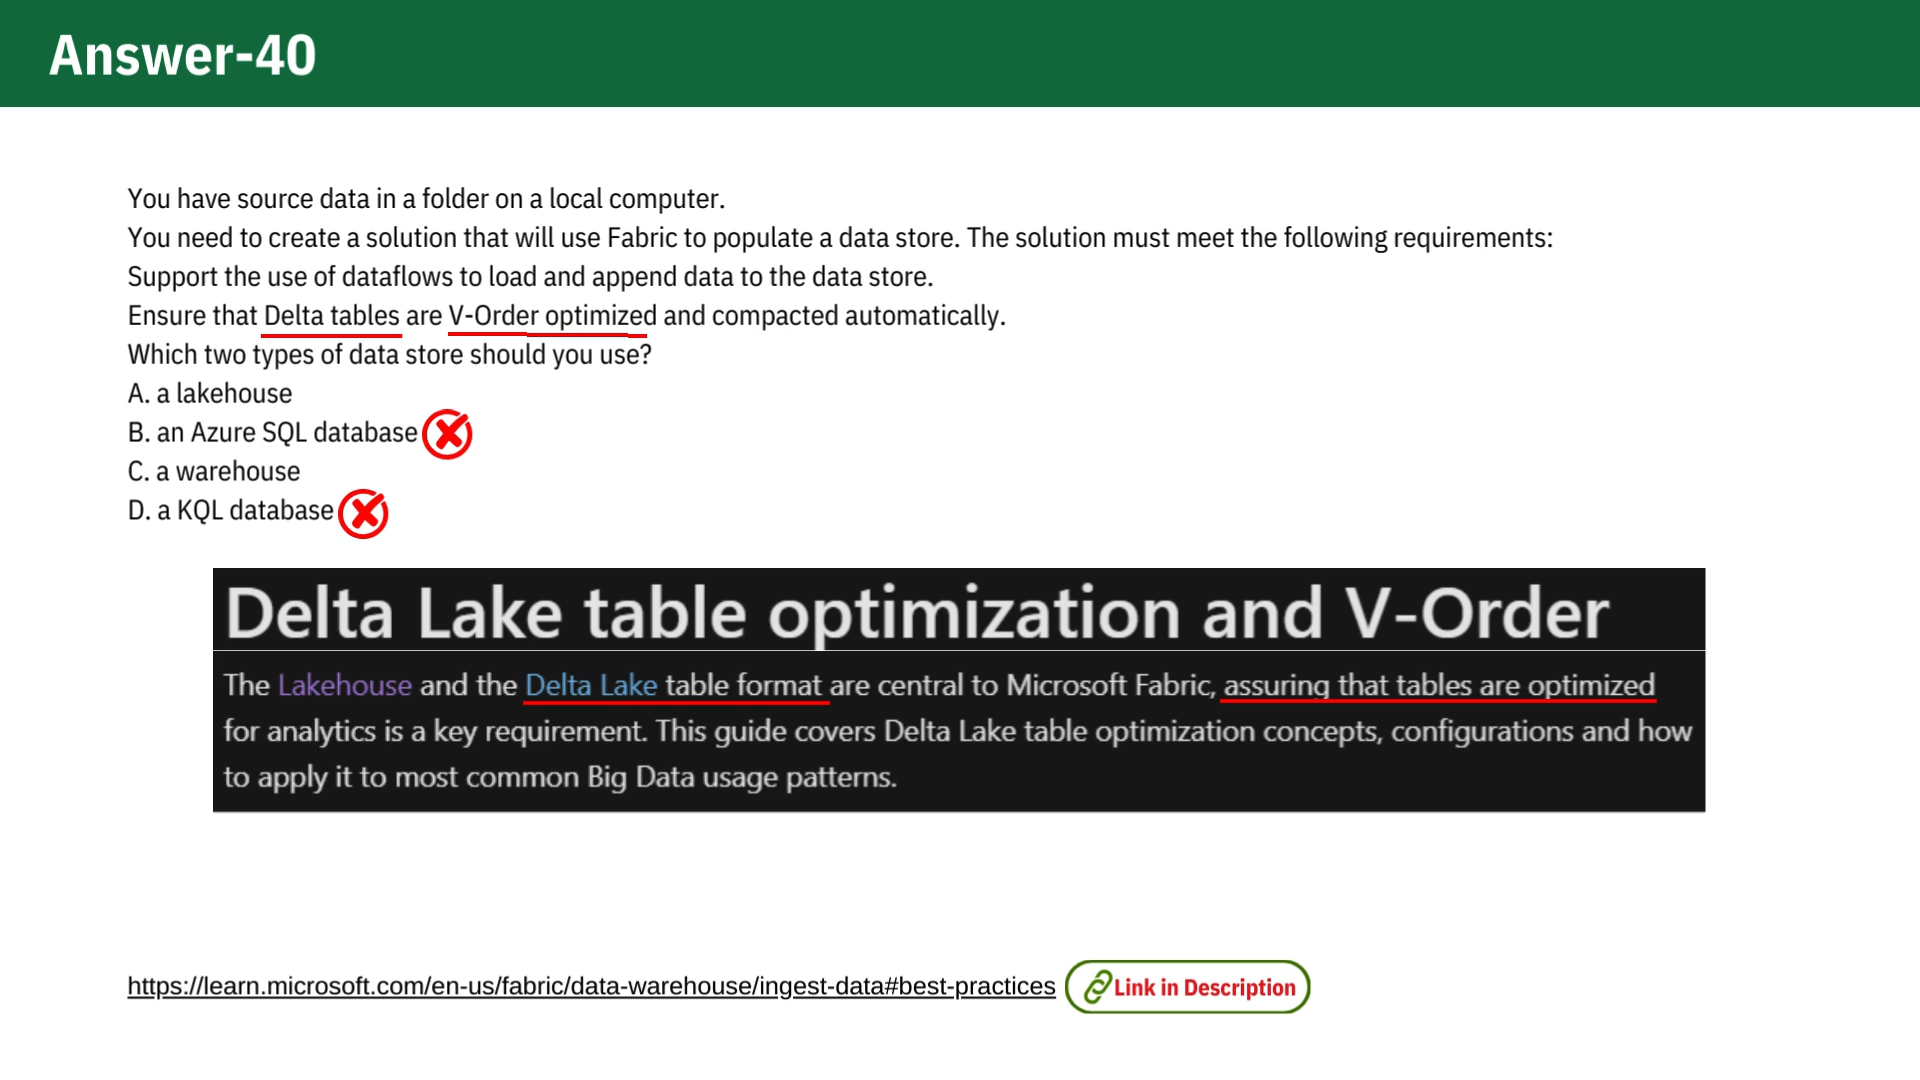 Answer-40
You have source data in a folder on a local computer.
You need to create a solution that will use Fabric to populate a data store. The solution must meet the following requirements:
Support the use of dataflows to load and append data to the data store.
Ensure that Delta tables are V-Order optimized and compacted automatically.
Which two types of data store should you use?
A. a lakehouse
B. an Azure SQL database
C. a warehouse
D. a KQL database
Delta Lake table optimization and V-Order
The Lakehouse and the Delta Lake table format are central to Microsoft Fabric, assuring that tables are optimized
for analytics is a key requirement. This guide covers Delta Lake table optimization concepts, configurations and how
to apply it to most common Big Data usage patterns.
https://learn.microsoft.com/en-us/fabric/data-warehouse/ingest-data#best-practices Link in Description